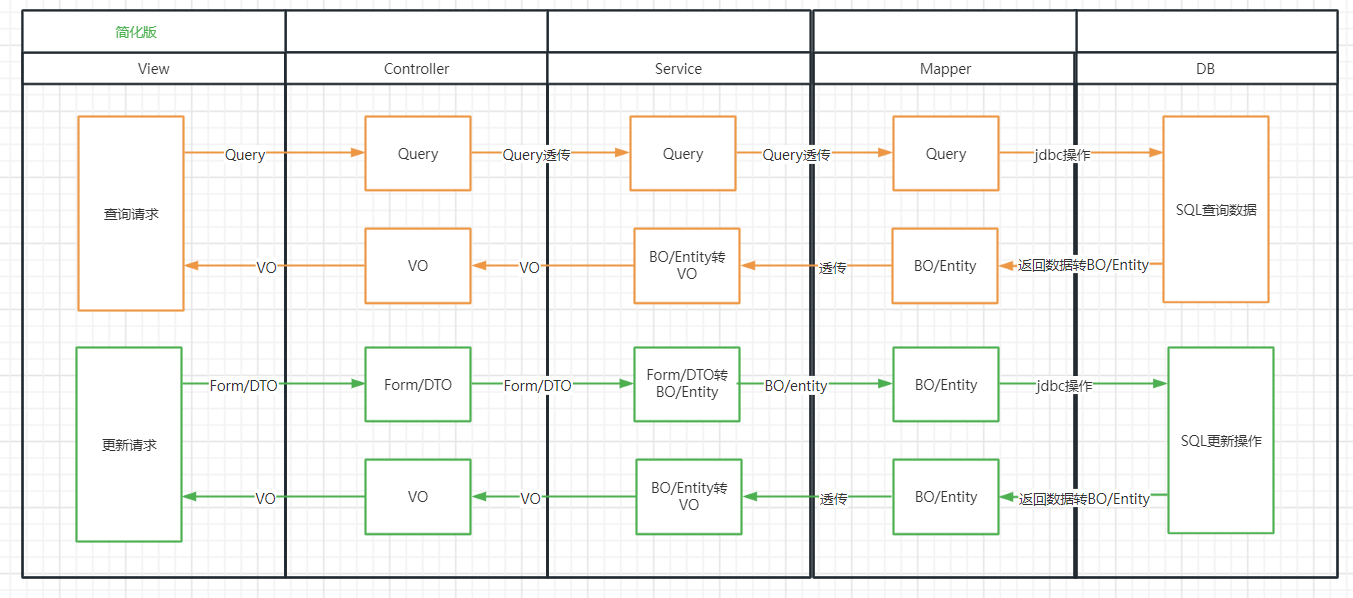 简化版
View
Controller
Service
Mapper
DB
查询请求
Query
Query
Query透传
Query
Query透传
Query
jdbc操作
SQL查询数据
VO
VO
VO
BO/Entity转
VO
透传
BO/Entity
返回数据转BO/Entity
更新请求
Form/DTO
Form/DTO
Form/DTO
Form/DTO转
BO/Entity
BO/entity
BO/Entity
jdbc操作
SQL更新操作
VO
VO
VO
BO/Entity转
VO
透传
BO/Entity
返回数据转BO/Entity